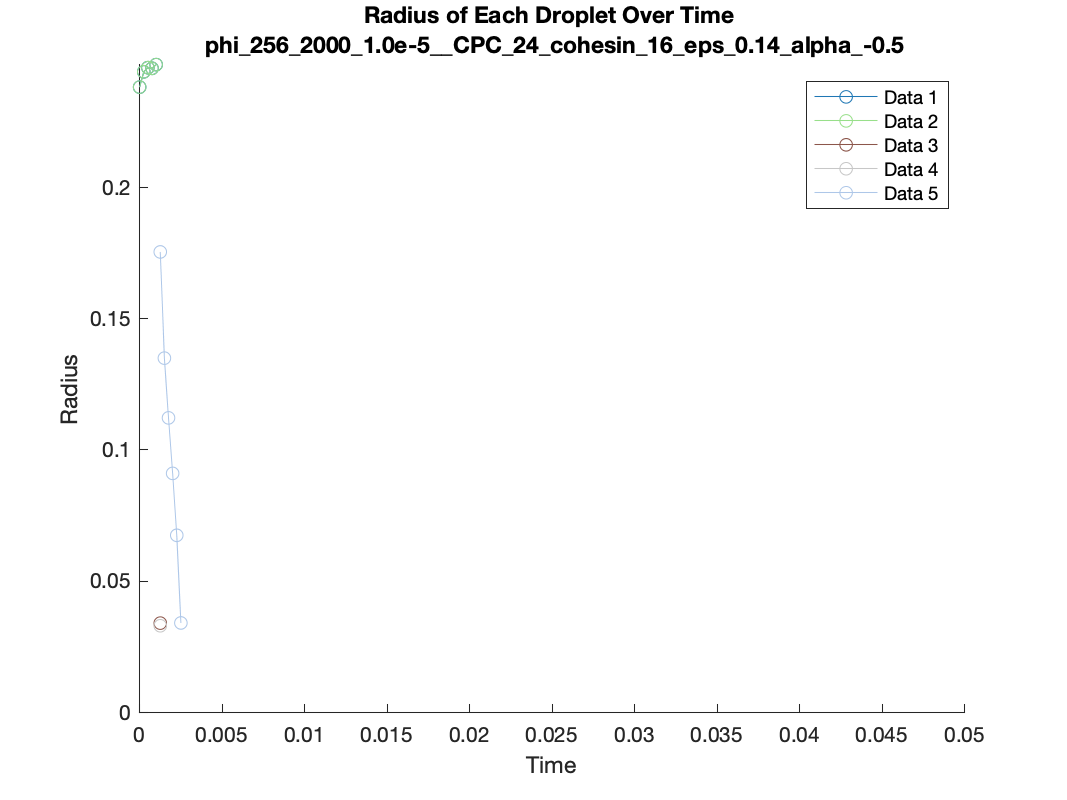 Radius of Each Droplet Over Time
phi_256_2000_1.0e-5__CPC_24_cohesin_16_eps_0.14_alpha_-0.5
Data 1
Data 2
Data 3
Data 4
Data 5
0.2
0.15
0.1
0.05
0
Radius
0 0.005 0.01 0.015 0.02 0.025 0.03 0.035 0.04 0.045 0.05
Time